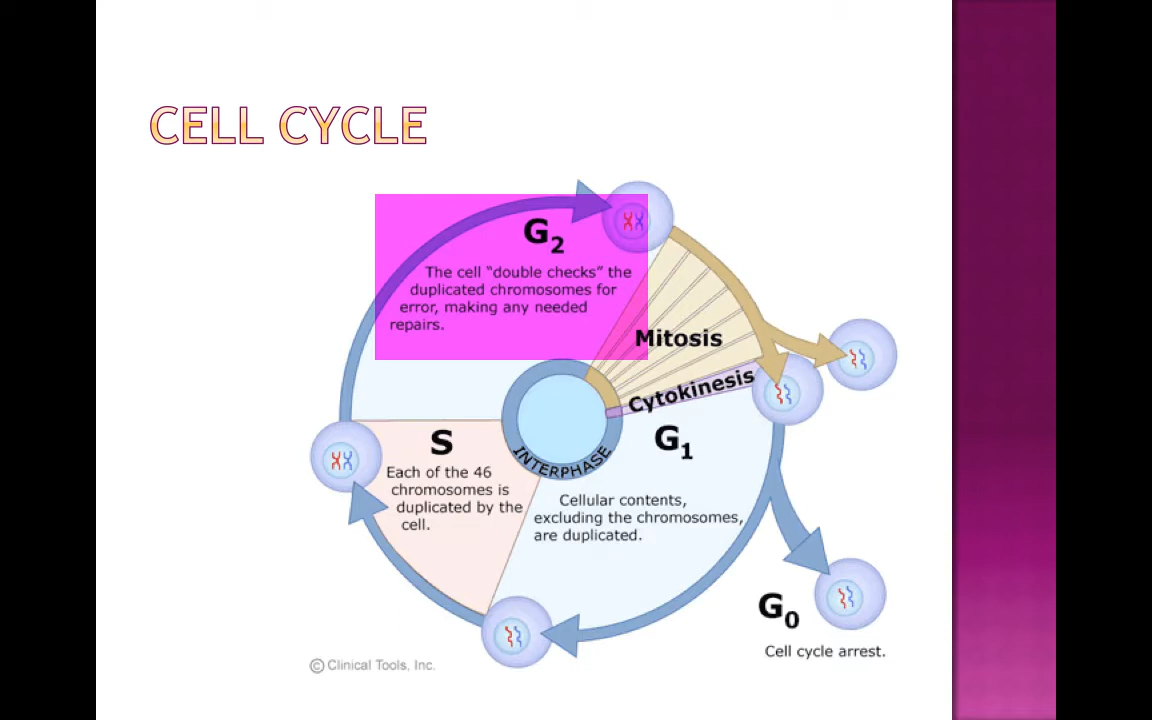 CELL CYCLE
G2
The cell “double checks” the
duplicated chromosomes for
error, making any needed
repairs.
Mitosis
Cytokinesis
S
Each of the 46
chromosomes is
duplicated by the
cell.
INTERPHASE
G1
Cellular contents,
excluding the chromosomes,
are duplicated.
G0
Cell cycle arrest.
© Clinical Tools, Inc.